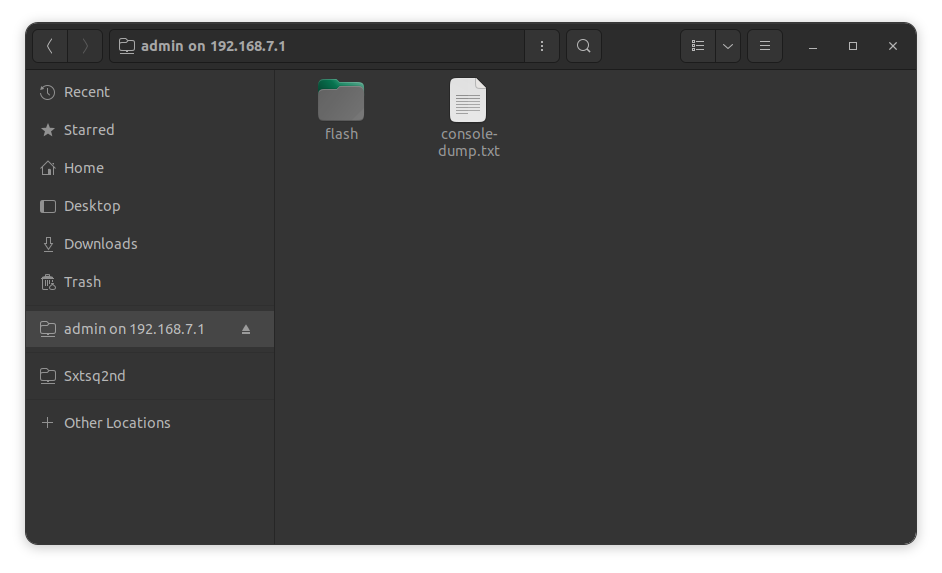 admin on 192.168.7.1
Recent
Starred
Home
Desktop
Downloads
Trash
admin on 192.168.7.1
Sxtsq2nd
Other Locations
flash
console-
dump.txt